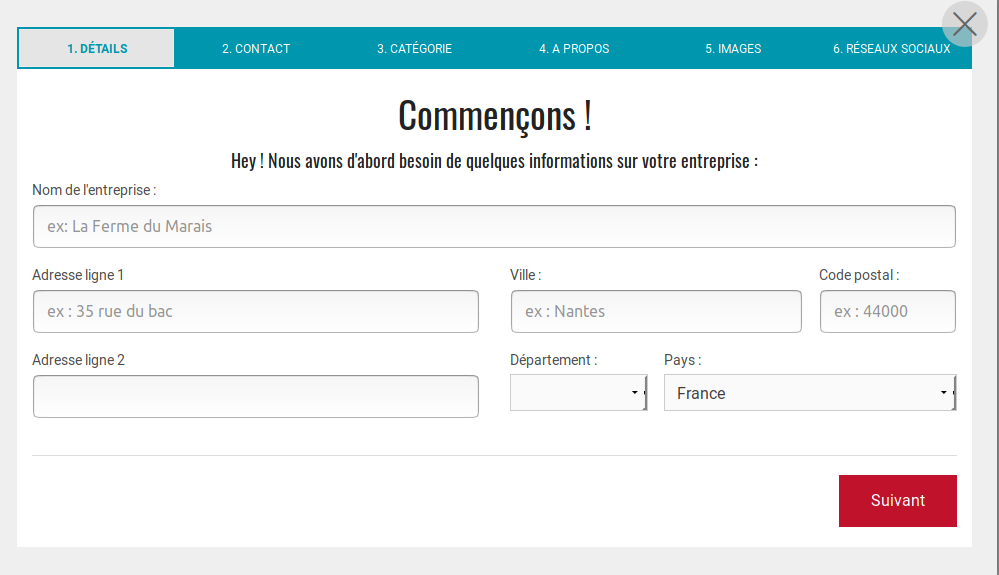 1. DÉTAILS
2. CONTACT
3. CATÉGORIE
4. A PROPOS
5. IMAGES
6. RÉSEAUX SOCIAUX
Commençons !
Hey ! Nous avons d'abord besoin de quelques informations sur votre entreprise :
Nom de l'entreprise :
ex: La Ferme du Marais
Adresse ligne 1
Ville :
Code postal :
ex : 35 rue du bac
ex : Nantes
ex : 44000
Adresse ligne 2
Département :
Pays :
France
Suivant